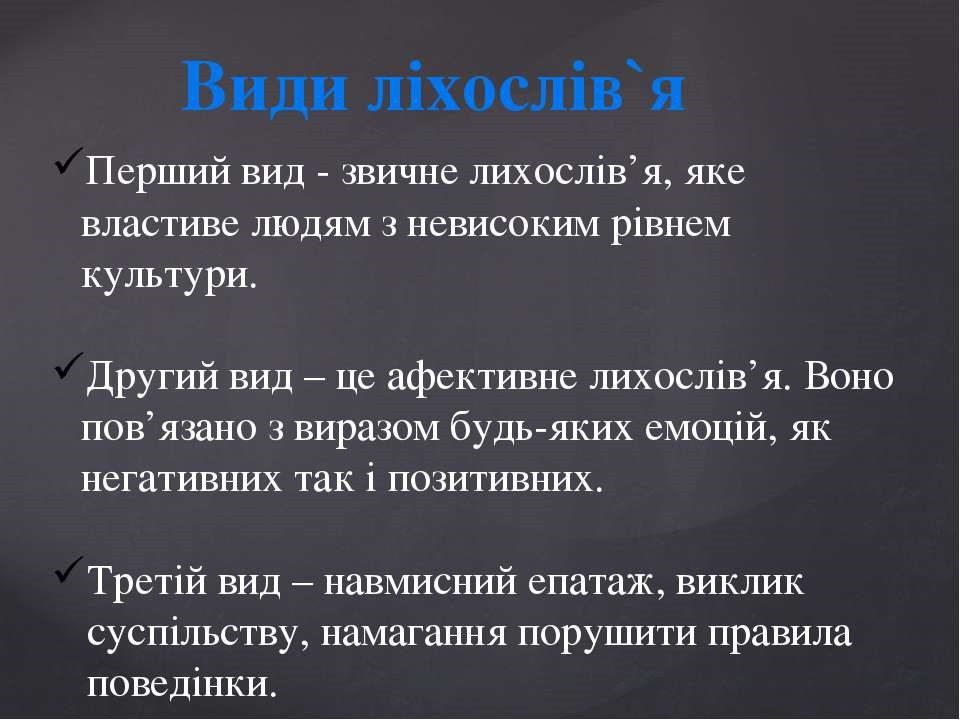 Види ліхослів`я
Перший вид - звичне лихослів’я, яке
властиве людям з невисоким рівнем
культури.
Другий вид – це афективне лихослів’я. Воно
пов’язано з виразом будь-яких емоцій, як
негативних так і позитивних.
Третій вид – навмисний епатаж, виклик
суспільству, намагання порушити правила
поведінки.